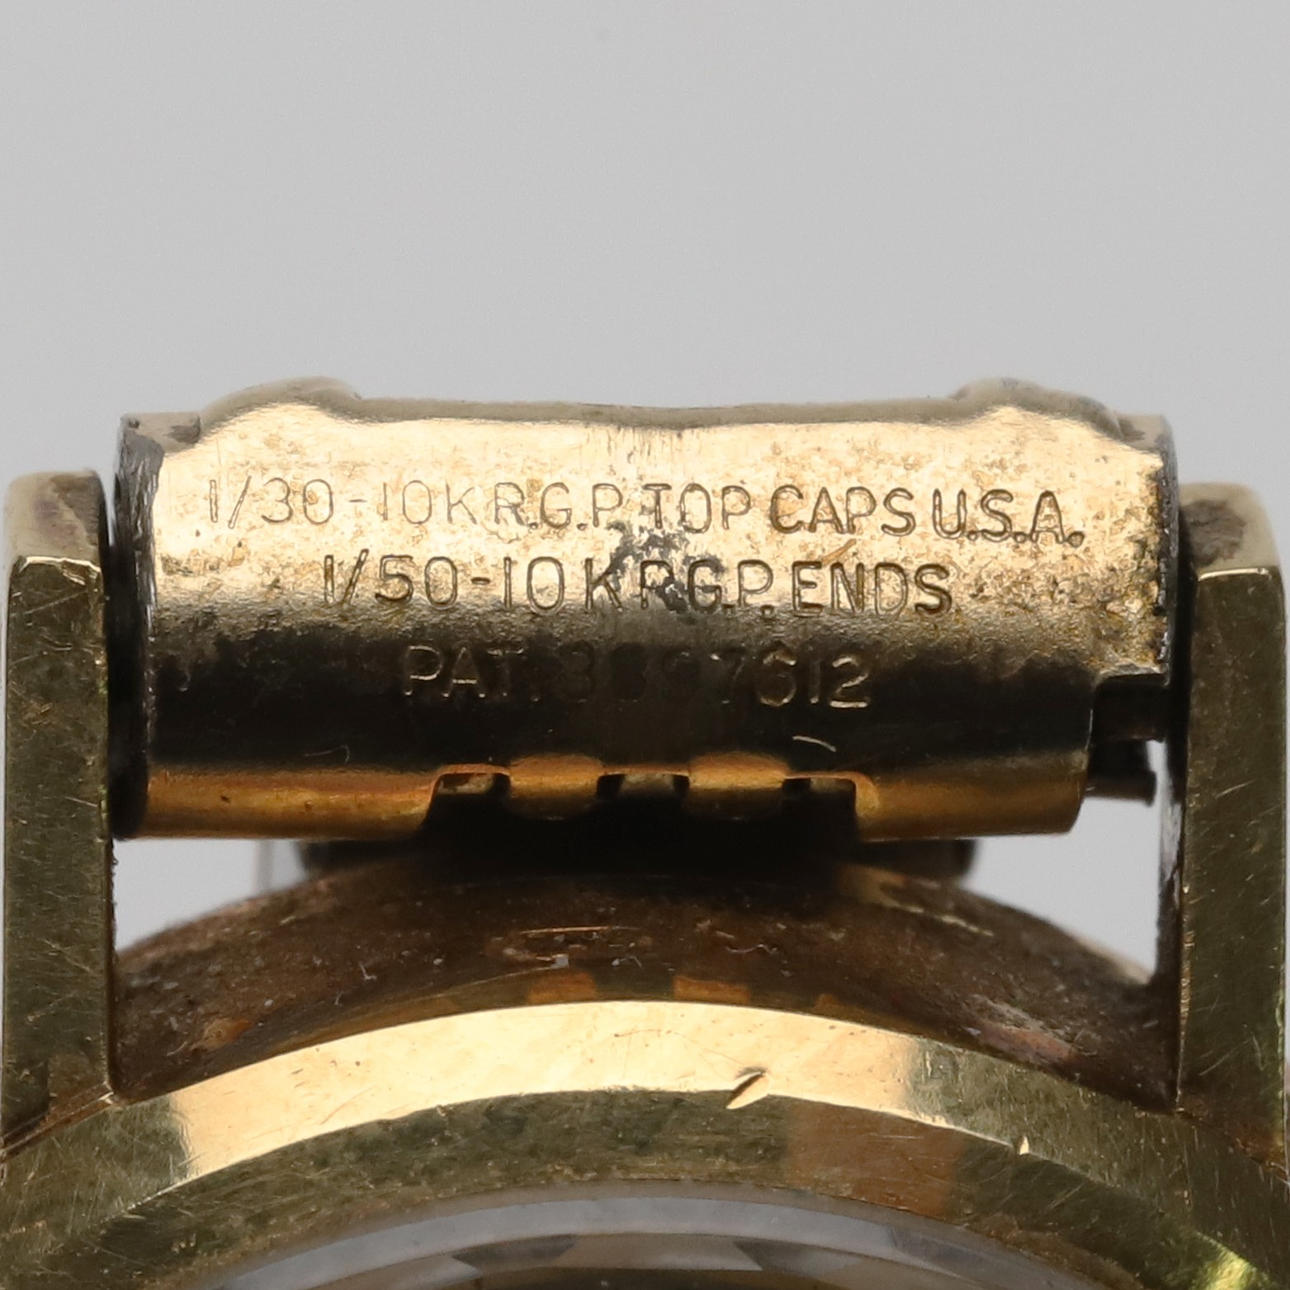 1/30-10K R.G.P. TOP CAPS U.S.A.
1/50-10K R.G.P. ENDS
PAT.